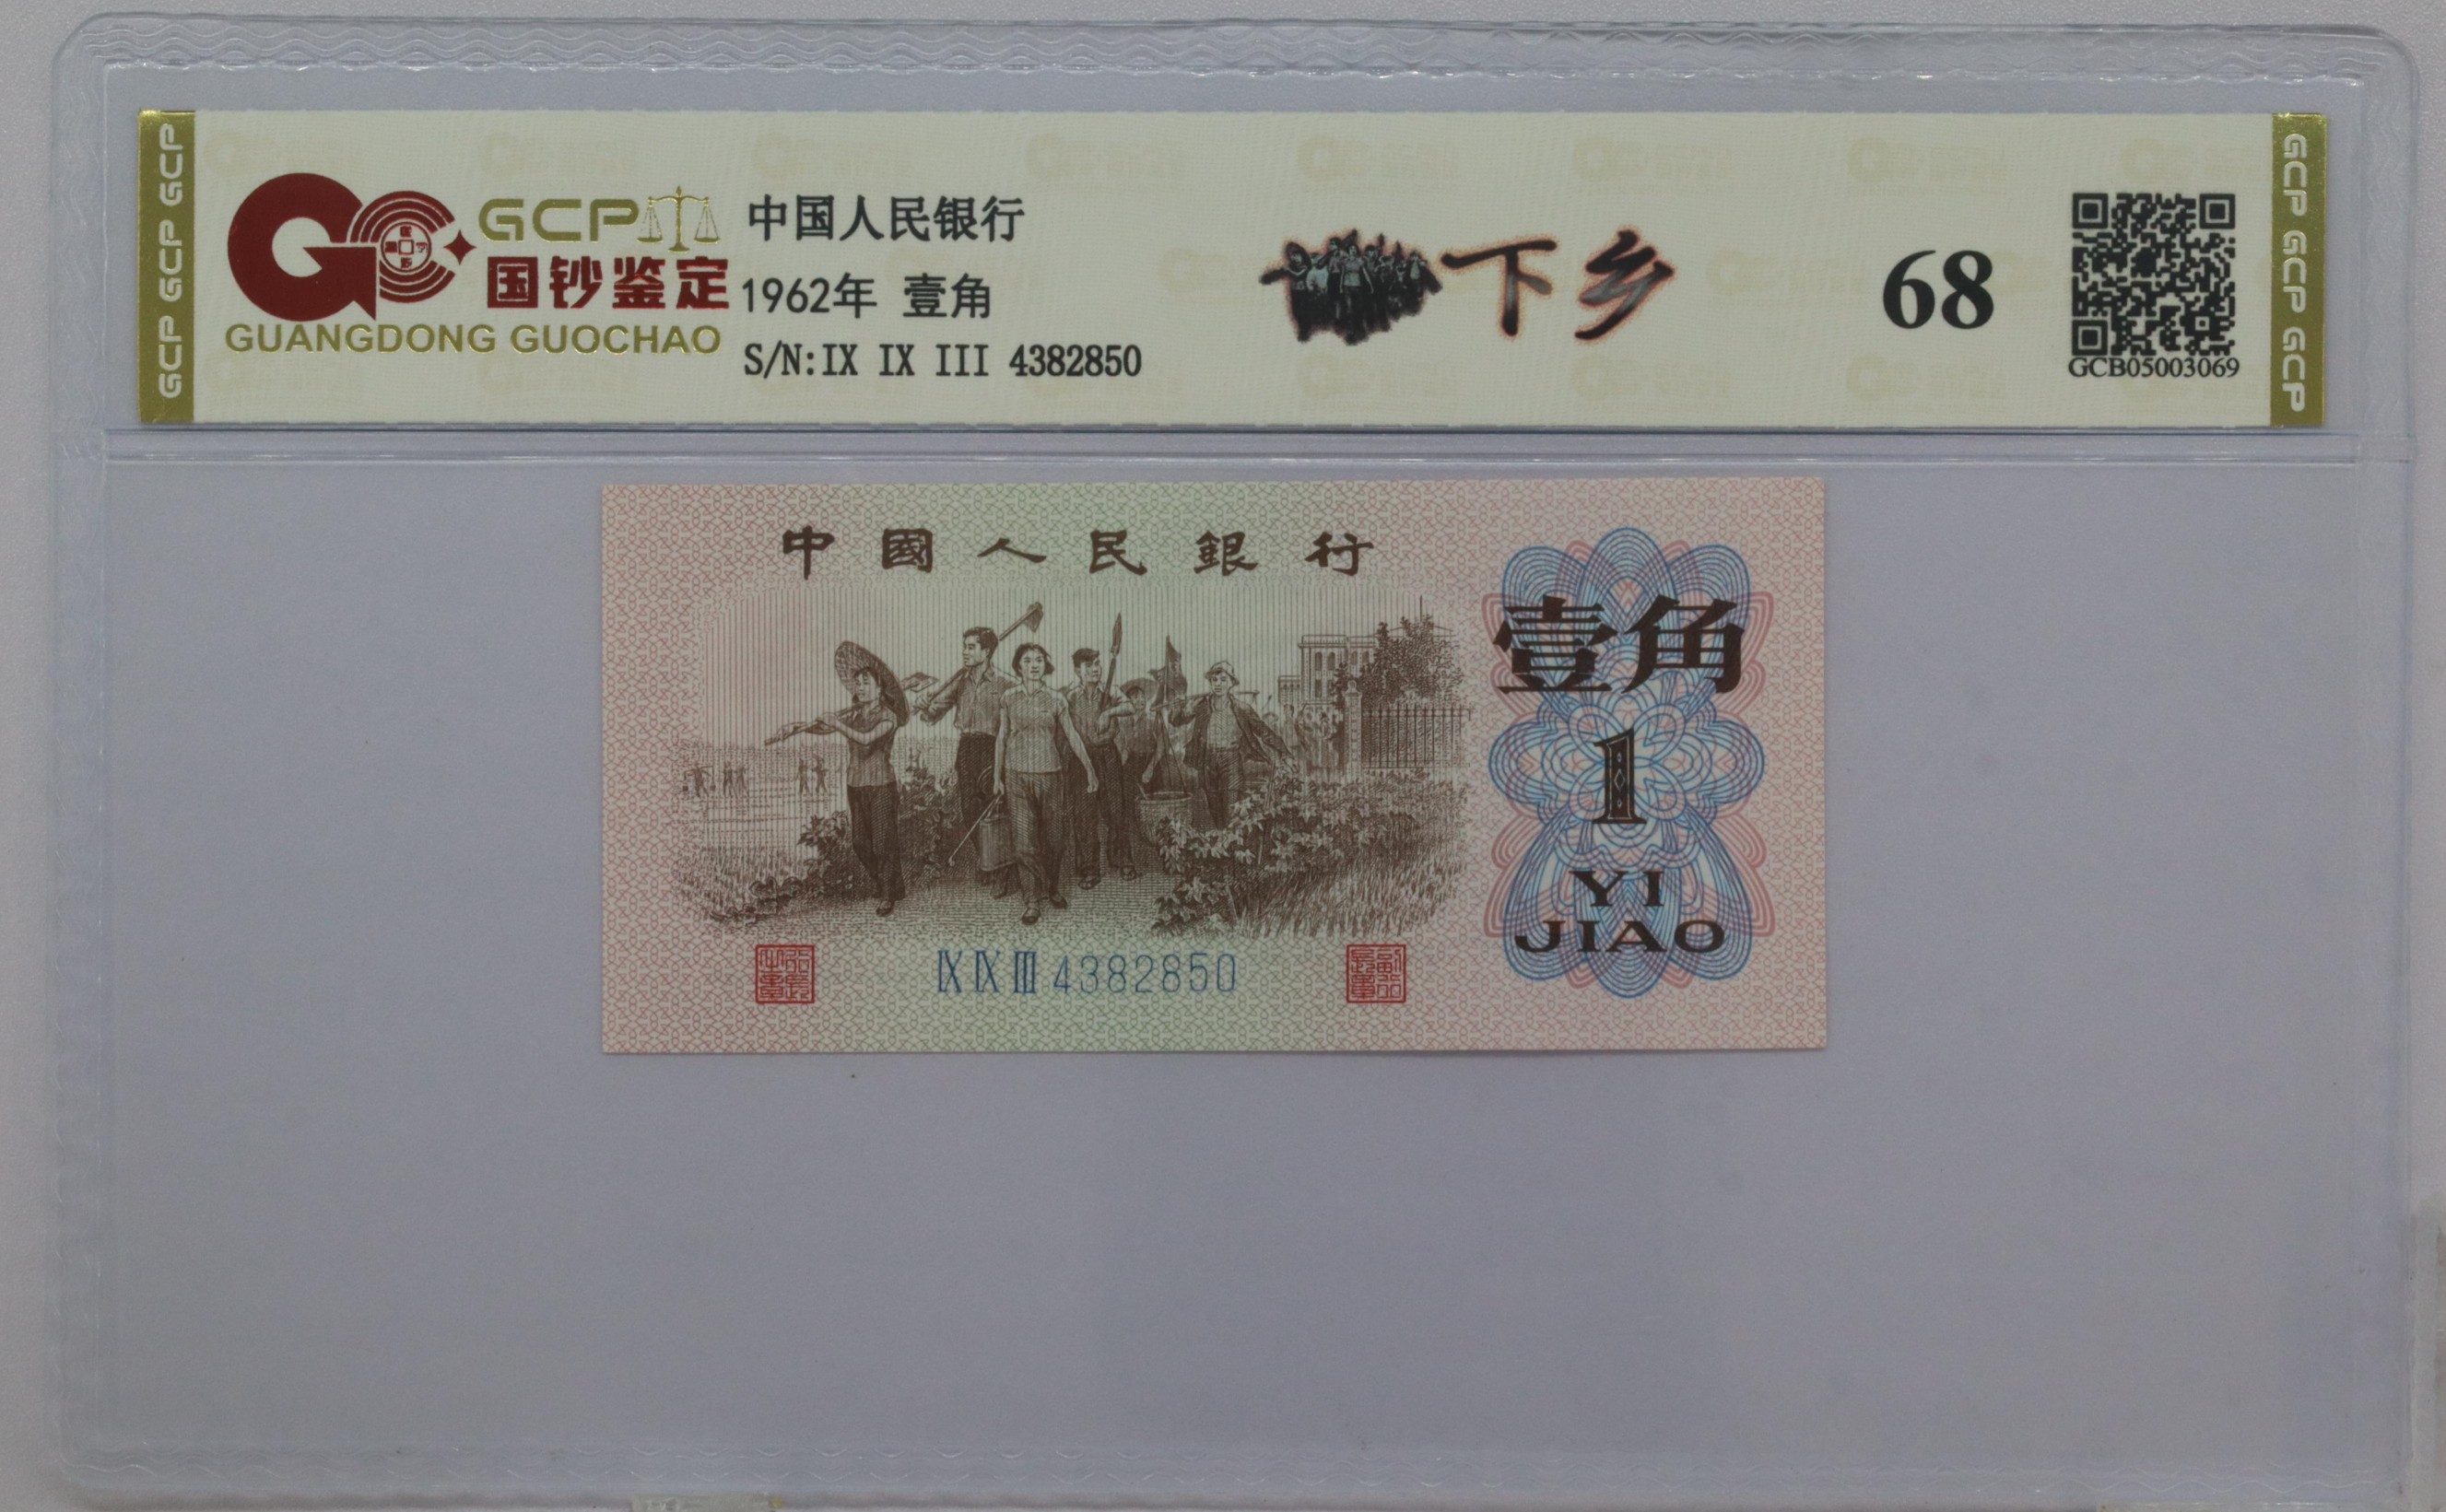 GCP GCP GCP
GCP
国钞鉴定
GUANGDONG GUOCHAO
中国人民银行
1962年 壹角
S/N:IX IX III 4382850
下乡
68
GCB05003069
GCP GCP GCP
中國人民銀行
壹角
1
YI
JIAO
IX IX III 4382850